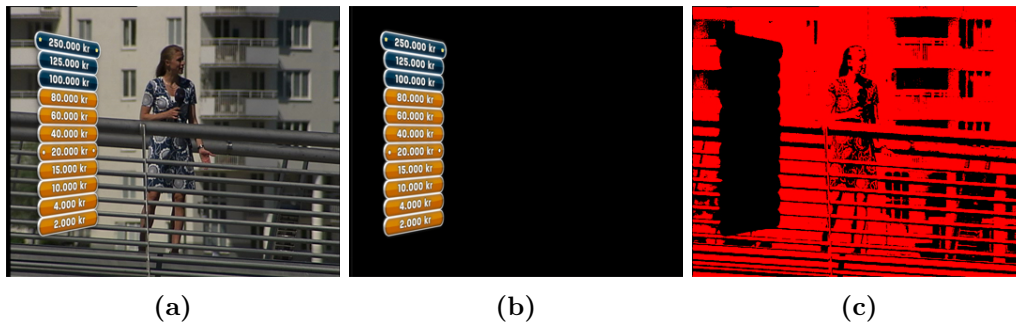 250.000 kr
125.000 kr
100.000 kr
80.000 kr
60.000 kr
40.000 kr
20.000 kr
15.000 kr
10.000 kr
4.000 kr
2.000 kr
250.000 kr
125.000 kr
100.000 kr
80.000 kr
60.000 kr
40.000 kr
20.000 kr
15.000 kr
10.000 kr
4.000 kr
2.000 kr
(a) (b) (c)